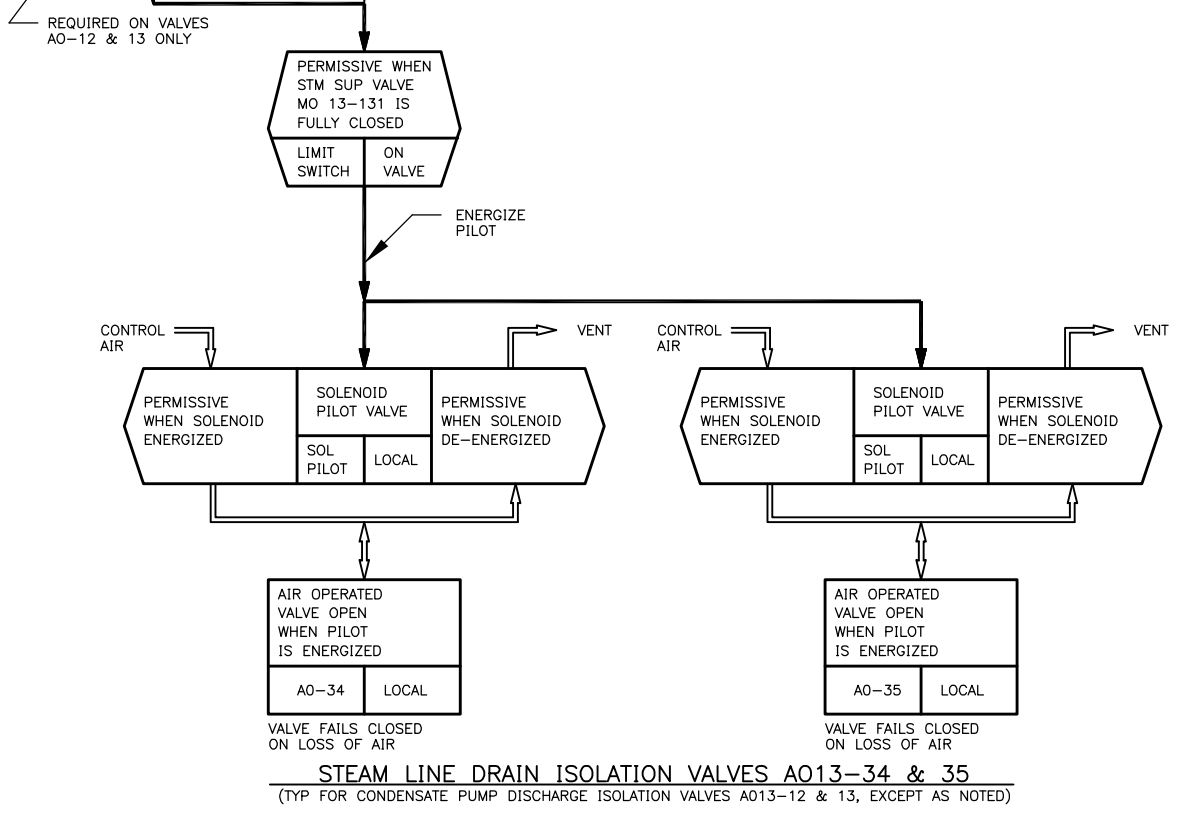 REQUIRED ON VALVES
AO-12 & 13 ONLY
PERMISSIVE WHEN
STM SUP VALVE
MO 13-131 IS
FULLY CLOSED
LIMIT
SWITCH
ON
VALVE
ENERGIZE
PILOT
CONTROL
AIR
VENT
PERMISSIVE
WHEN SOLENOID
ENERGIZED
SOLENOID
PILOT VALVE
SOL
PILOT
LOCAL
PERMISSIVE
WHEN SOLENOID
DE-ENERGIZED
CONTROL
AIR
VENT
PERMISSIVE
WHEN SOLENOID
ENERGIZED
SOLENOID
PILOT VALVE
SOL
PILOT
LOCAL
PERMISSIVE
WHEN SOLENOID
DE-ENERGIZED
AIR OPERATED
VALVE OPEN
WHEN PILOT
IS ENERGIZED
AO-34
LOCAL
VALVE FAILS CLOSED
ON LOSS OF AIR
AIR OPERATED
VALVE OPEN
WHEN PILOT
IS ENERGIZED
AO-35
LOCAL
VALVE FAILS CLOSED
ON LOSS OF AIR
STEAM LINE DRAIN ISOLATION VALVES AO13-34 & 35
(TYP FOR CONDENSATE PUMP DISCHARGE ISOLATION VALVES AO13-12 & 13, EXCEPT AS NOTED)